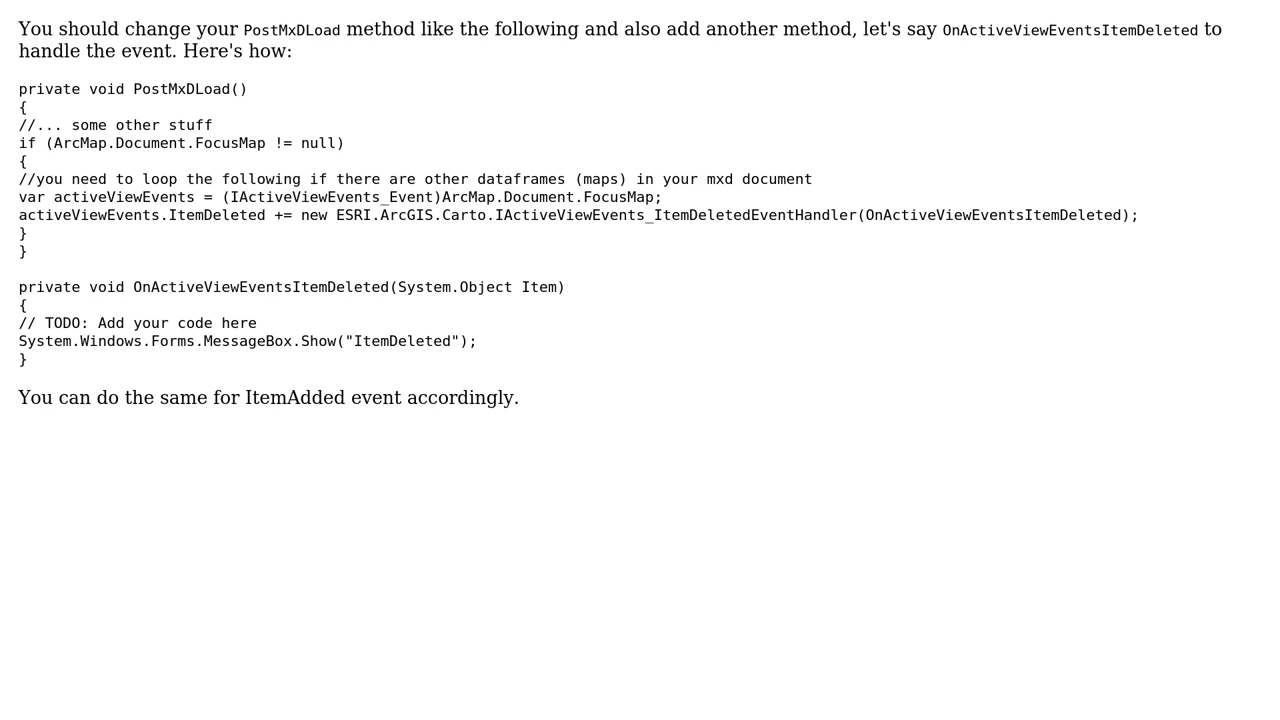 You should change your PostMxDLoad method like the following and also add another method, let's say OnActiveViewEventsItemDeleted to
handle the event. Here's how:
private void PostMxDLoad()
{
//... some other stuff
if (ArcMap.Document.FocusMap != null)
{
//you need to loop the following if there are other dataframes (maps) in your mxd document
var activeViewEvents = (IActiveViewEvents_Event)ArcMap.Document.FocusMap;
activeViewEvents.ItemDeleted += new ESRI.ArcGIS.Carto.IActiveViewEvents_ItemDeletedEventHandler(OnActiveViewEventsItemDeleted);
}
}
private void OnActiveViewEventsItemDeleted(System.Object Item)
{
// TODO: Add your code here
System.Windows.Forms.MessageBox.Show("ItemDeleted");
}
You can do the same for ItemAdded event accordingly.